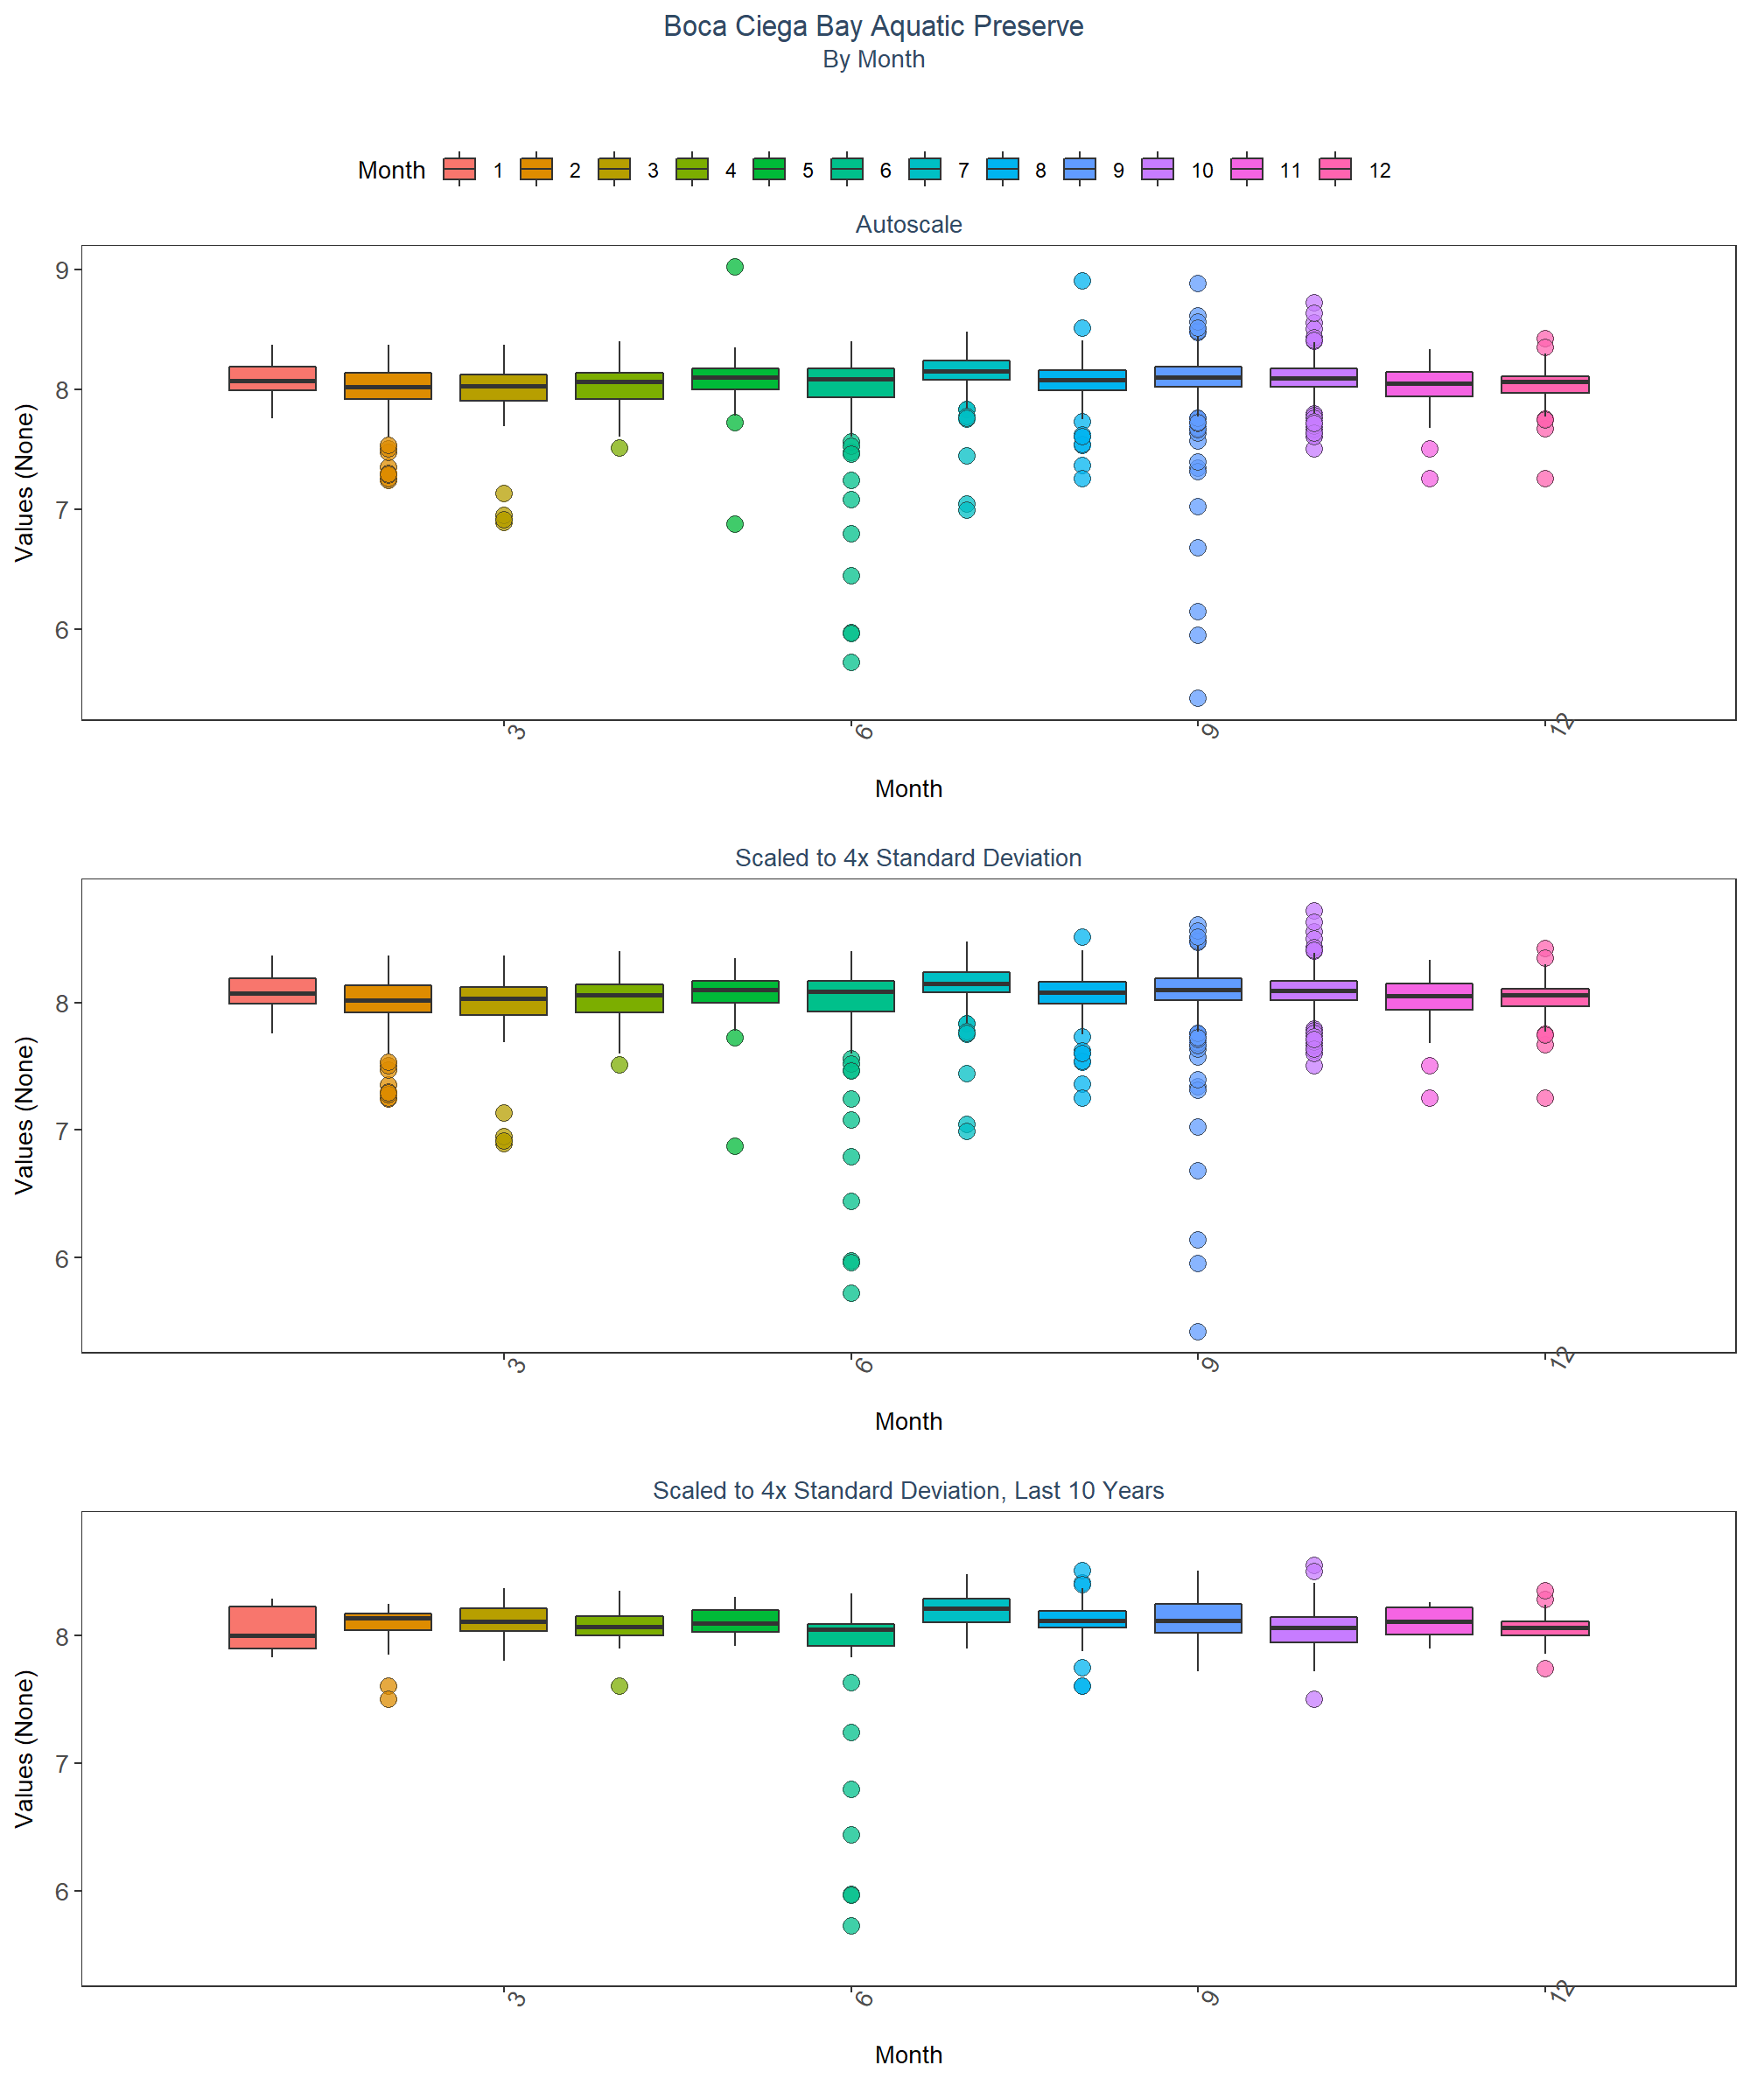 Boca Ciega Bay Aquatic Preserve
By Month
Month 1 2 3 4 5 6 7 8 9 10 11 12
Autoscale
Values (None)
9
8
7
6
3 6 9 12
Month
Scaled to 4x Standard Deviation
Values (None)
8
7
6
3 6 9 12
Month
Scaled to 4x Standard Deviation, Last 10 Years
Values (None)
8
7
6
3 6 9 12
Month